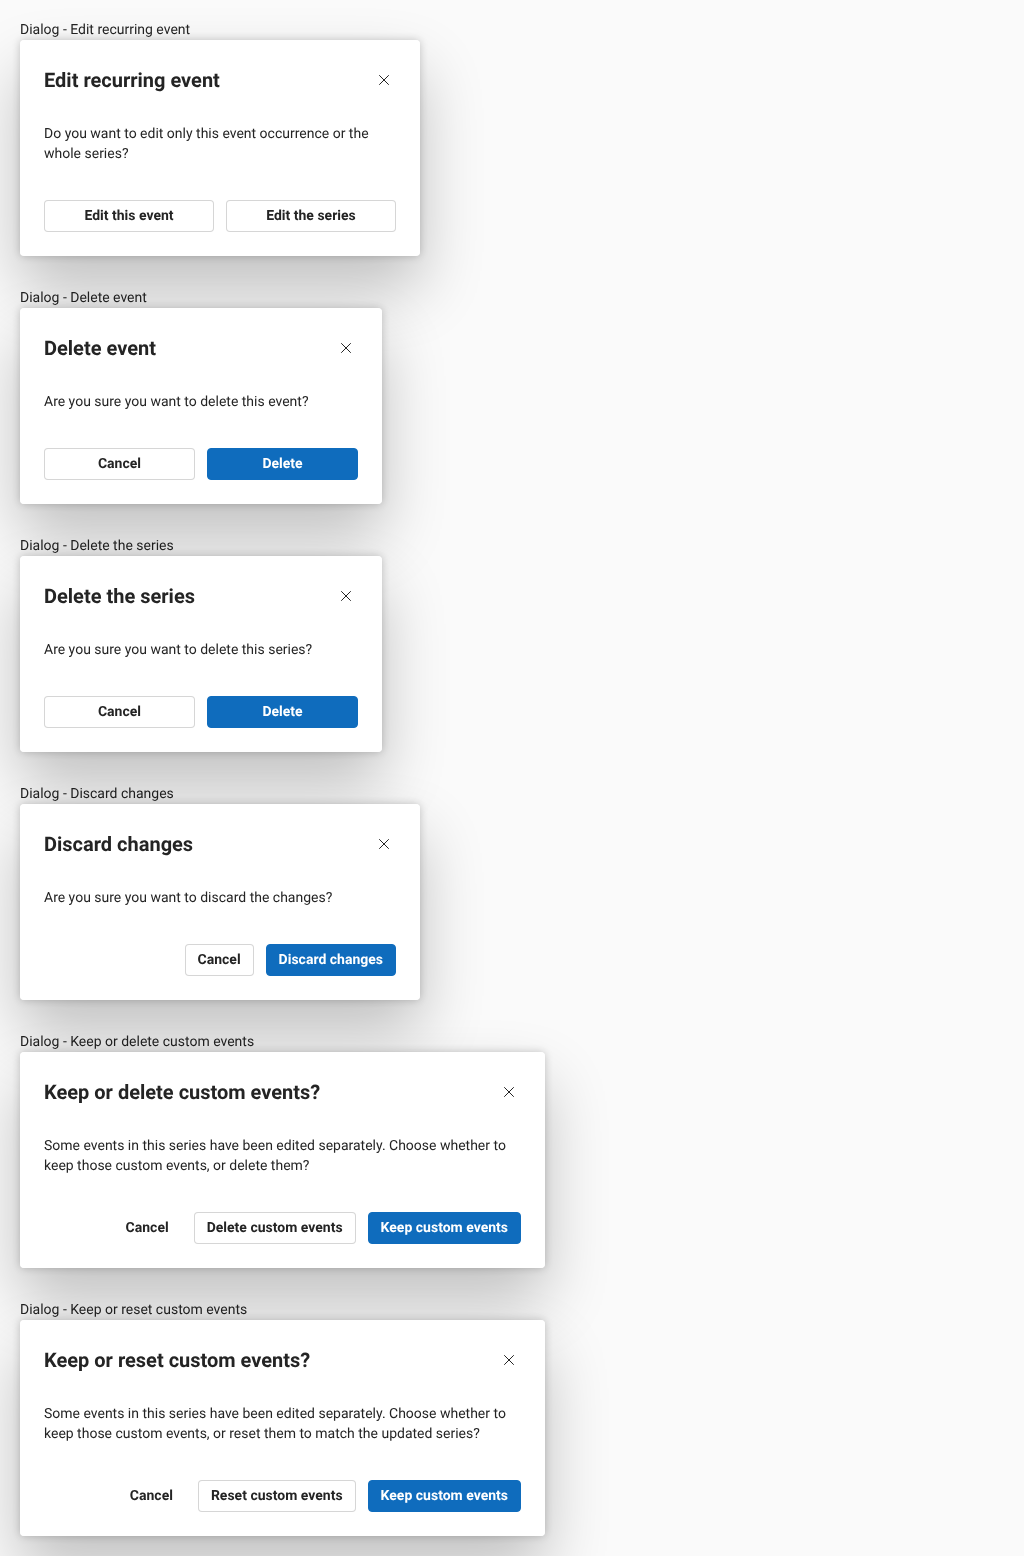 Dialog - Edit recurring event
Edit recurring event
Do you want to edit only this event occurrence or the
whole series?
Edit this event
Edit the series
Dialog - Delete event
Delete event
Are you sure you want to delete this event?
Cancel
Delete
Dialog - Delete the series
Delete the series
Are you sure you want to delete this series?
Cancel
Delete
Dialog - Discard changes
Discard changes
Are you sure you want to discard the changes?
Cancel
Discard changes
Dialog - Keep or delete custom events
Keep or delete custom events?
Some events in this series have been edited separately. Choose whether to
keep those custom events, or delete them?
Cancel
Delete custom events
Keep custom events
Dialog - Keep or reset custom events
Keep or reset custom events?
Some events in this series have been edited separately. Choose whether to
keep those custom events, or reset them to match the updated series?
Cancel
Reset custom events
Keep custom events